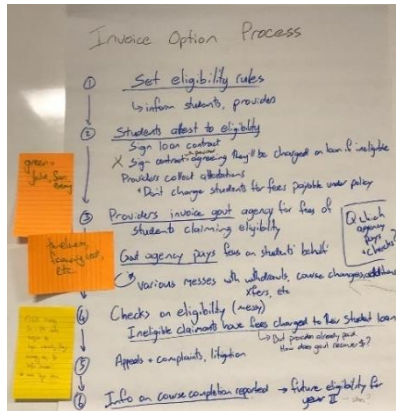 Invoice Option Process
① Set eligibility rules
↳ inform students, providers
② Students attest to eligibility
Sign loan contract
X Sign contract agreeing they'll be charged on loan if ineligible
Providers collect attestations
Don't charge students for fees payable under policy
③ Providers invoice govt agency for fees of
students claiming eligibility
Govt agency pays fees on students' behalf
various messes with withdrawals, course changes,
xfers, etc
Q Which
agency
pays
+ checks?
④ Checks on eligibility (messy)
Ineligible claimants have fees charged to their student loan
↳ But provider already paid
How does govt recover $?
⑤ Appeals + complaints, litigation
⑥ Info on course completion reported → future eligibility for
year II
green =
etc